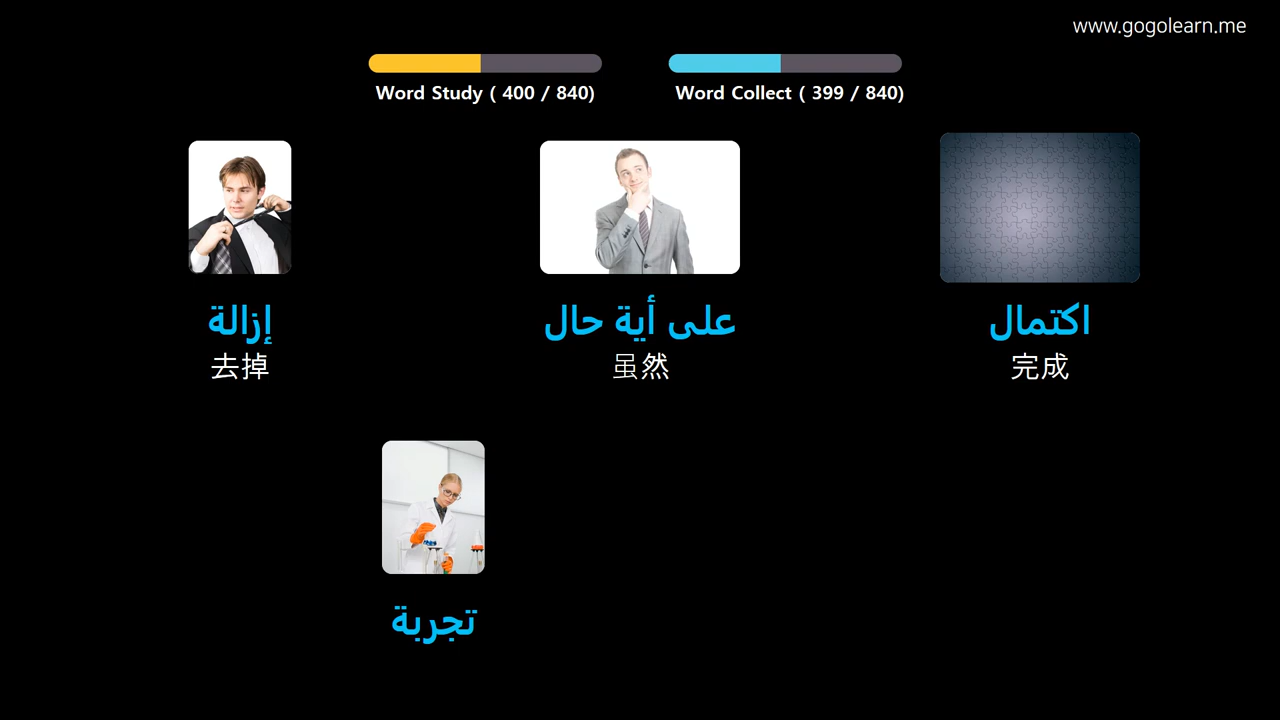 www.gogolearn.me
Word Study ( 400 / 840)
Word Collect ( 399 / 840)
إزالة
去掉
على أية حال
虽然
اكتمال
完成
تجربة